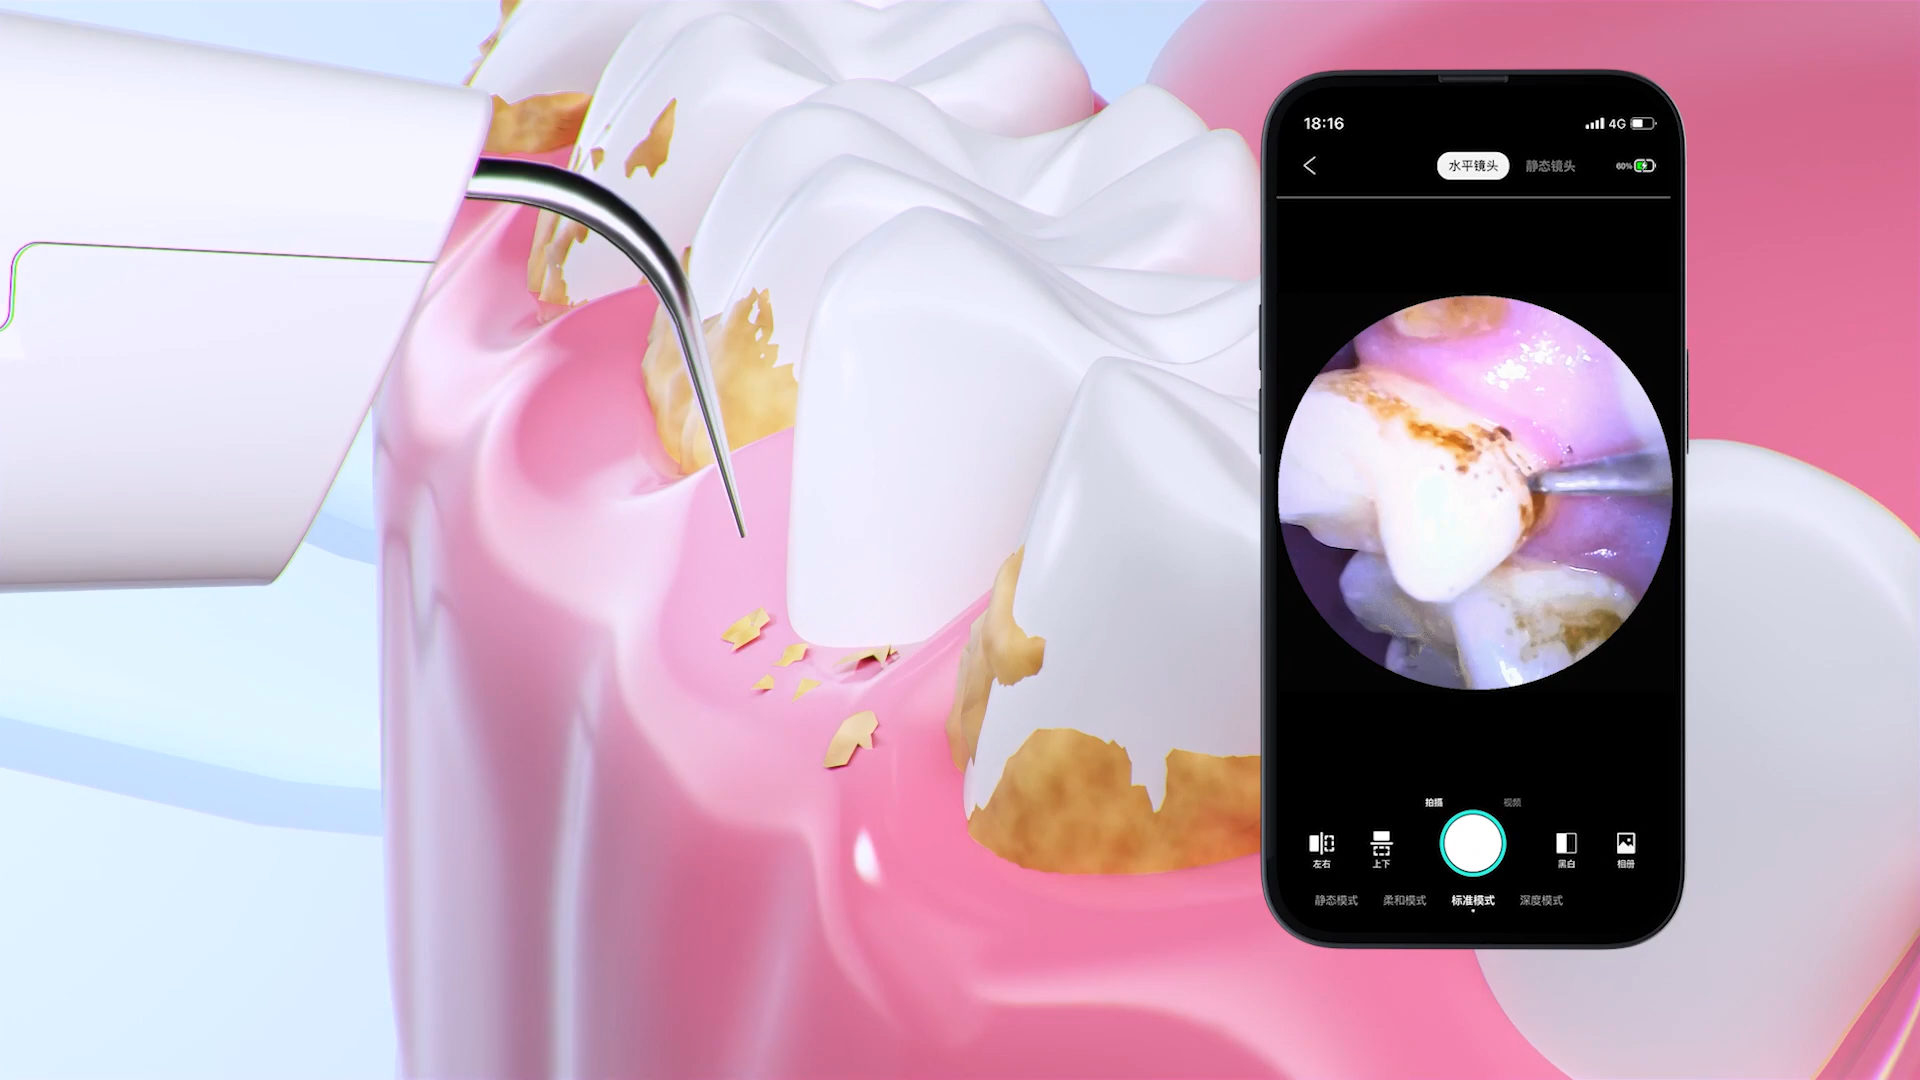 18:16 4G
水平镜头 静态镜头 60%
拍摄 视频
左右 上下 黑白 相册
静态模式 柔和模式 标准模式 深度模式